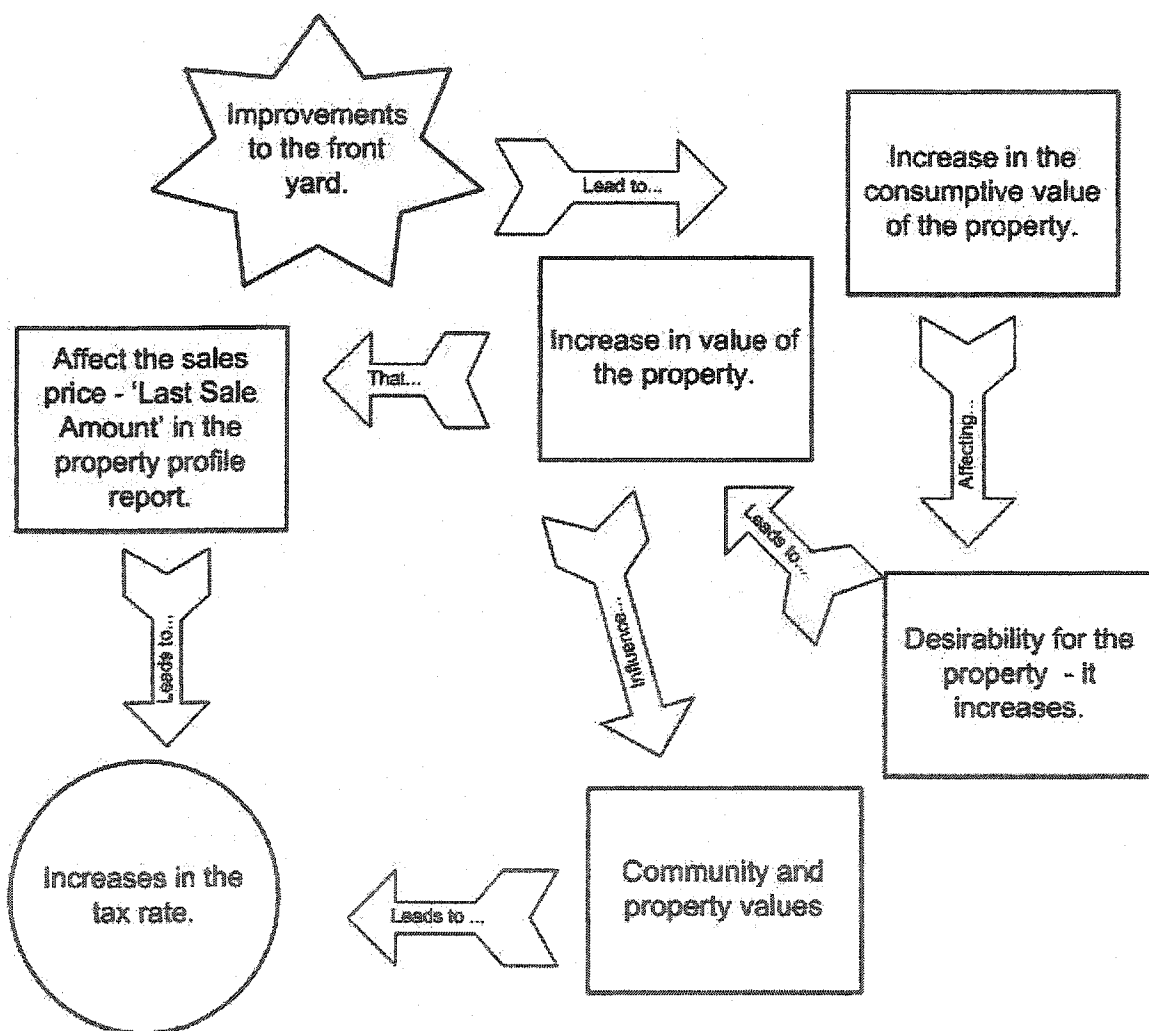 Improvements
to the front
yard.
Lead to...
Increase in the
consumptive value
of the property.
Affecting...
Desirability for the
property - it
increases.
Leads to...
Increase in value of
the property.
That...
Affect the sales
price - 'Last Sale
Amount' in the
property profile
report.
Leads to...
Influence...
Community and
property values
Leads to ...
Increases in the
tax rate.